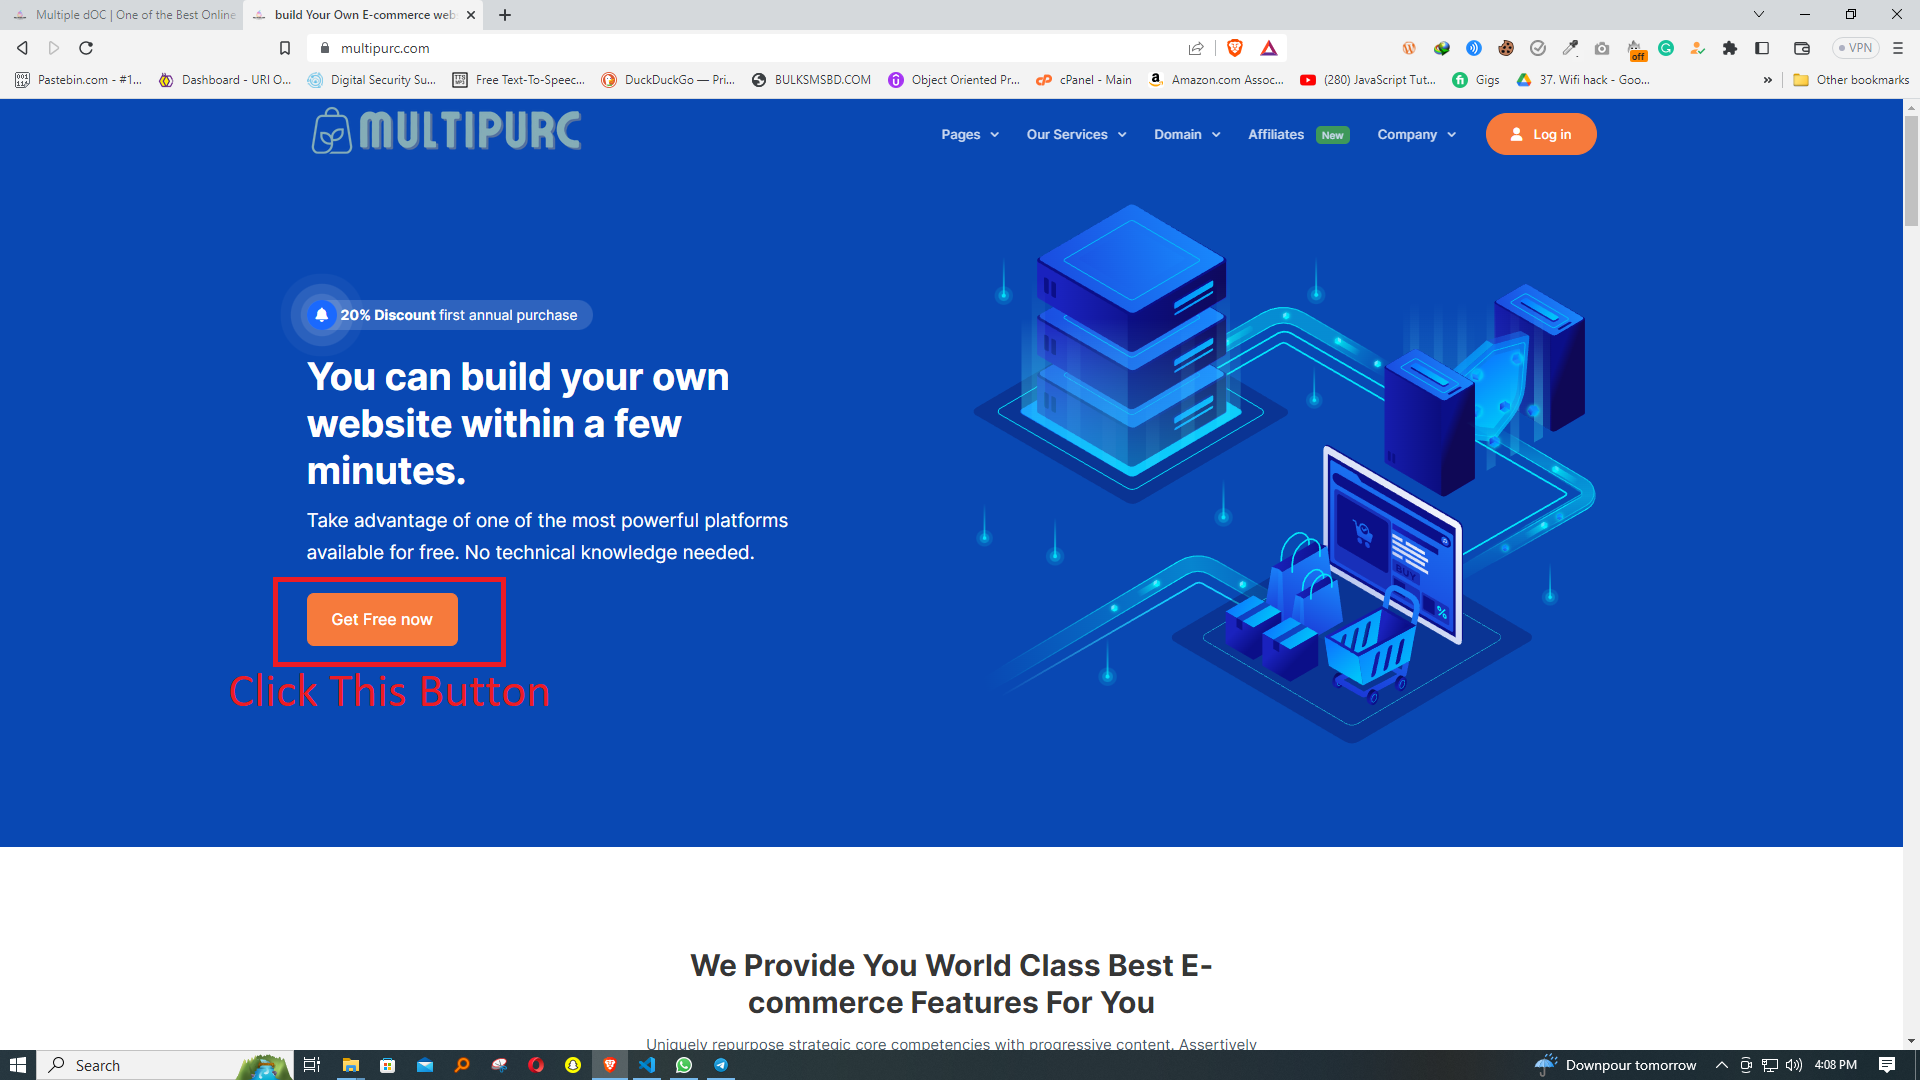 Multiple dOC | One of the Best Online
build Your Own E-commerce web
multipurc.com
VPN
off
Pastebin.com - #1...
Dashboard - URI O...
Digital Security Su...
Free Text-To-Speec...
DuckDuckGo — Pri...
BULKSMSBD.COM
Object Oriented Pr...
cPanel - Main
Amazon.com Assoc...
(280) JavaScript Tut...
Gigs
37. Wifi hack - Goo...
Other bookmarks
MULTIPURC
Pages
Our Services
Domain
Affiliates New
Company
Log in
20% Discount first annual purchase
You can build your own
website within a few
minutes.
Take advantage of one of the most powerful platforms
available for free. No technical knowledge needed.
Get Free now
Click This Button
BUY
%
We Provide You World Class Best E-
commerce Features For You
Uniquely repurpose strategic core competencies with progressive content. Assertively
Search
Downpour tomorrow
4:08 PM